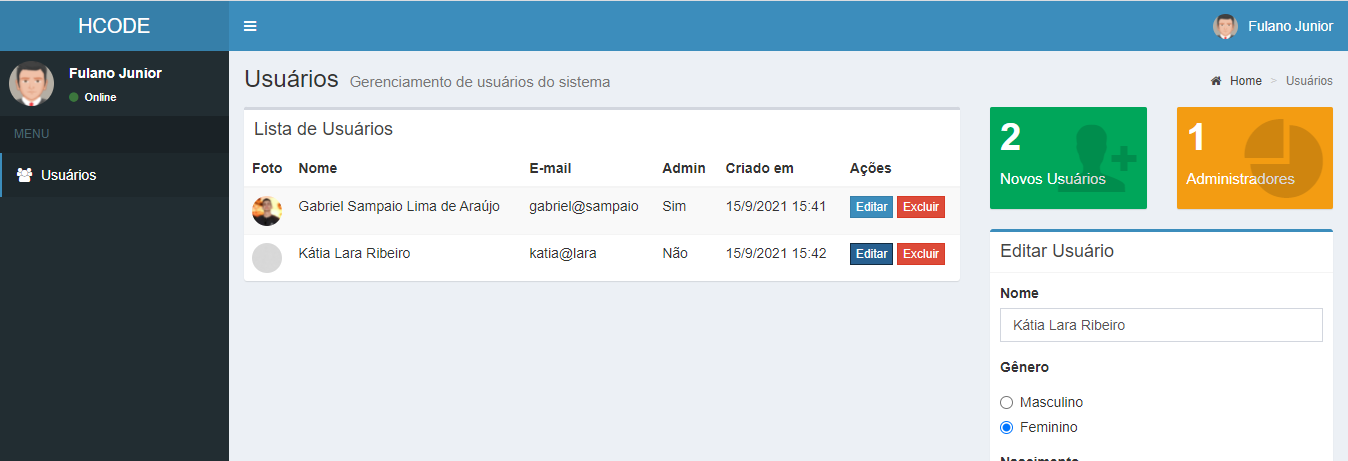 HCODE
Fulano Junior
Fulano Junior
Online
MENU
Usuários
Usuários Gerenciamento de usuários do sistema
Home > Usuários
Lista de Usuários
Foto Nome E-mail Admin Criado em Ações
Gabriel Sampaio Lima de Araújo gabriel@sampaio Sim 15/9/2021 15:41 Editar Excluir
Kátia Lara Ribeiro katia@lara Não 15/9/2021 15:42 Editar Excluir
2
Novos Usuários
1
Administradores
Editar Usuário
Nome
Kátia Lara Ribeiro
Gênero
Masculino
Feminino
Nascimento